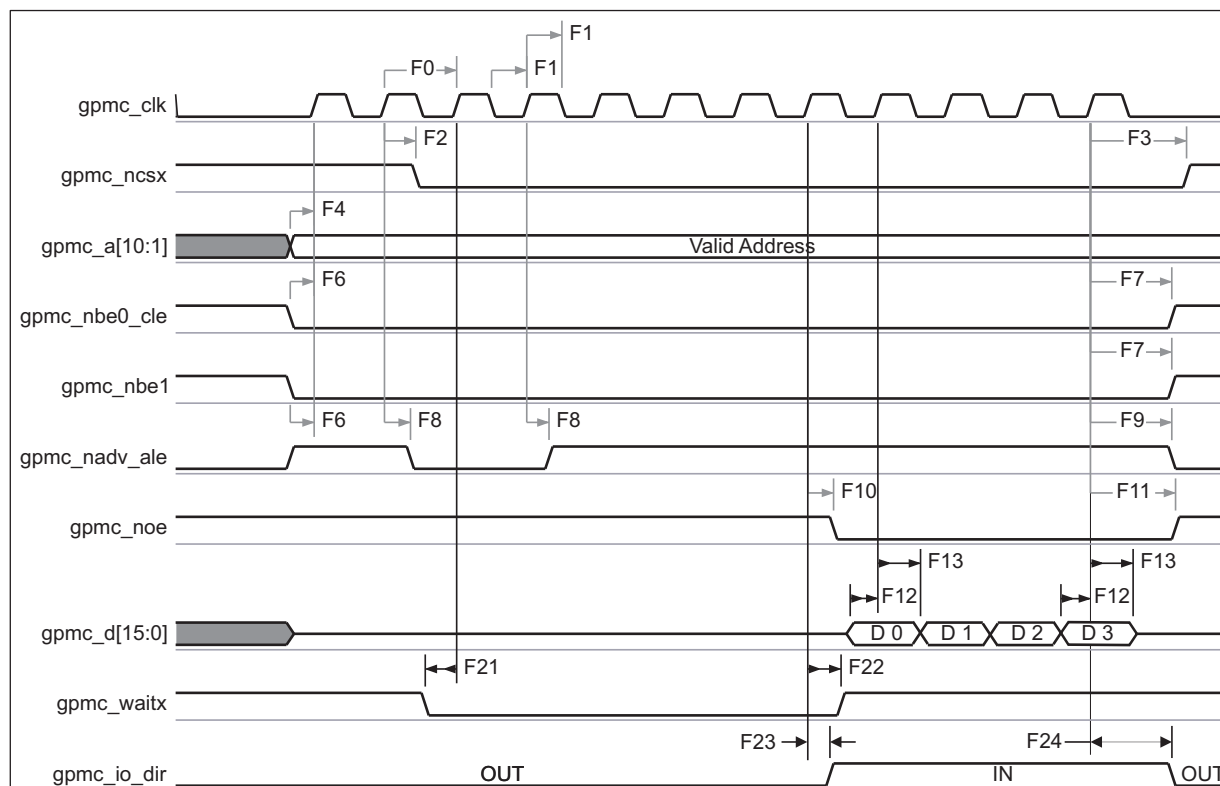 F1
F0 F1
gpmc_clk
F2 F3
gpmc_ncsx
F4
gpmc_a[10:1] Valid Address
F6 F7
gpmc_nbe0_cle
F7
gpmc_nbe1
F6 F8 F8 F9
gpmc_nadv_ale
F10 F11
gpmc_noe
F13 F13
F12 F12
gpmc_d[15:0] D 0 D 1 D 2 D 3
F21 F22
gpmc_waitx
F23 F24
gpmc_io_dir OUT IN OUT